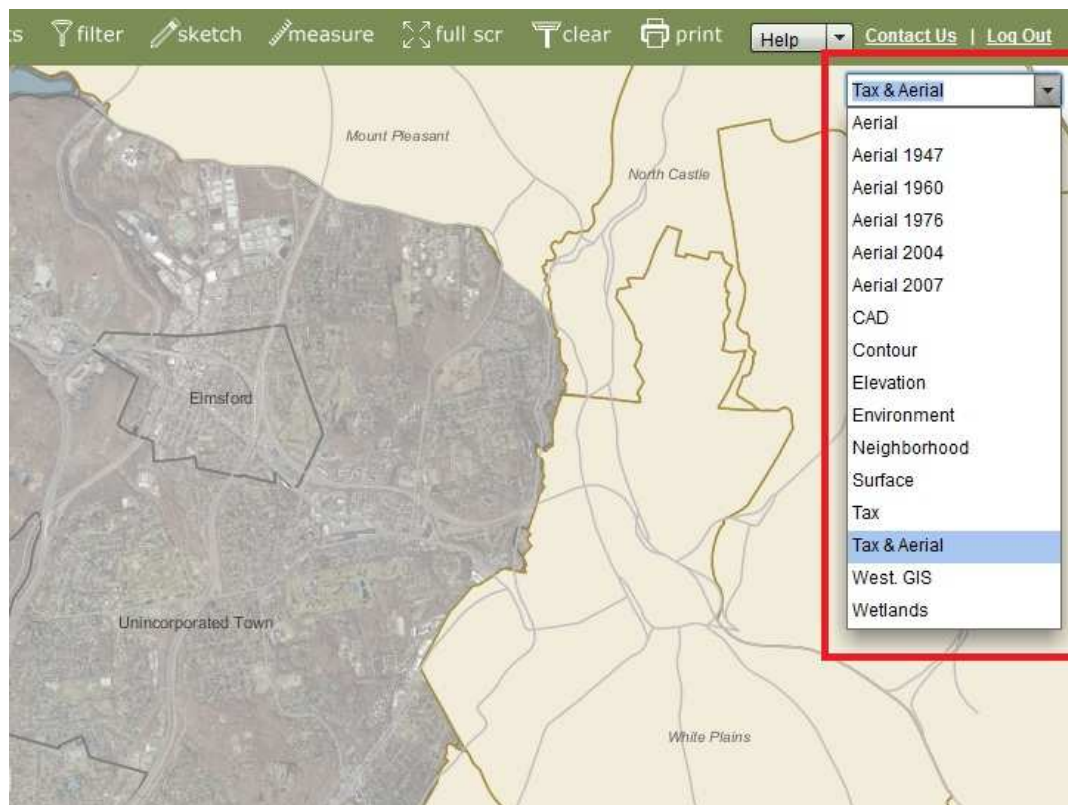 ts filter sketch measure full scr clear print Help Contact Us | Log Out
Tax & Aerial
Aerial
Aerial 1947
Aerial 1960
Aerial 1976
Aerial 2004
Aerial 2007
CAD
Contour
Elevation
Environment
Neighborhood
Surface
Tax
Tax & Aerial
West. GIS
Wetlands
Mount Pleasant
North Castle
Elmsford
Unincorporated Town
White Plains